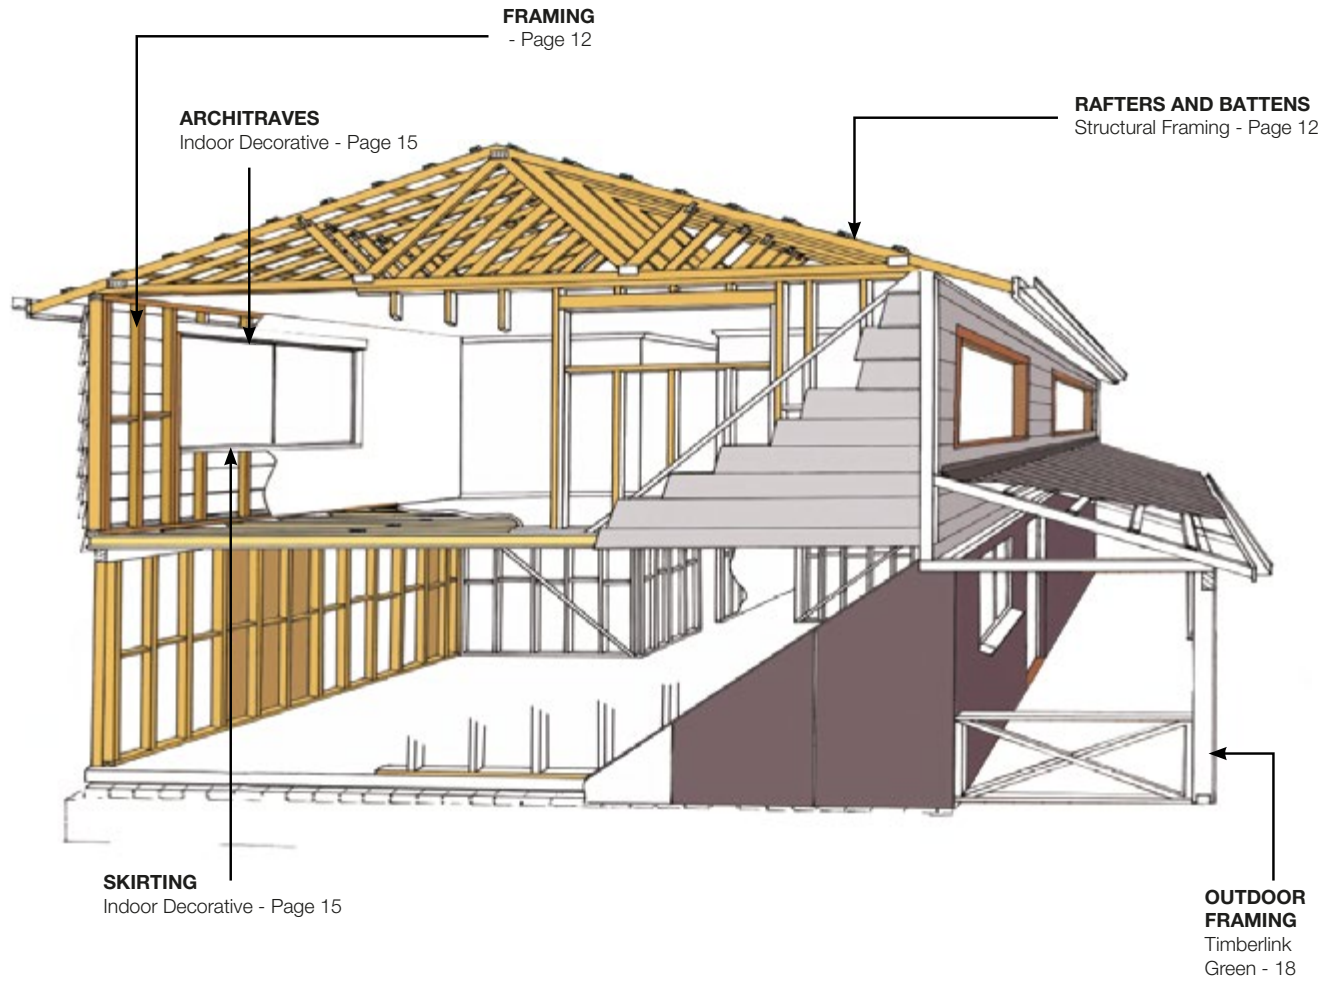 FRAMING
- Page 12
ARCHITRAVES
Indoor Decorative - Page 15
RAFTERS AND BATTENS
Structural Framing - Page 12
SKIRTING
Indoor Decorative - Page 15
OUTDOOR
FRAMING
Timberlink
Green - 18